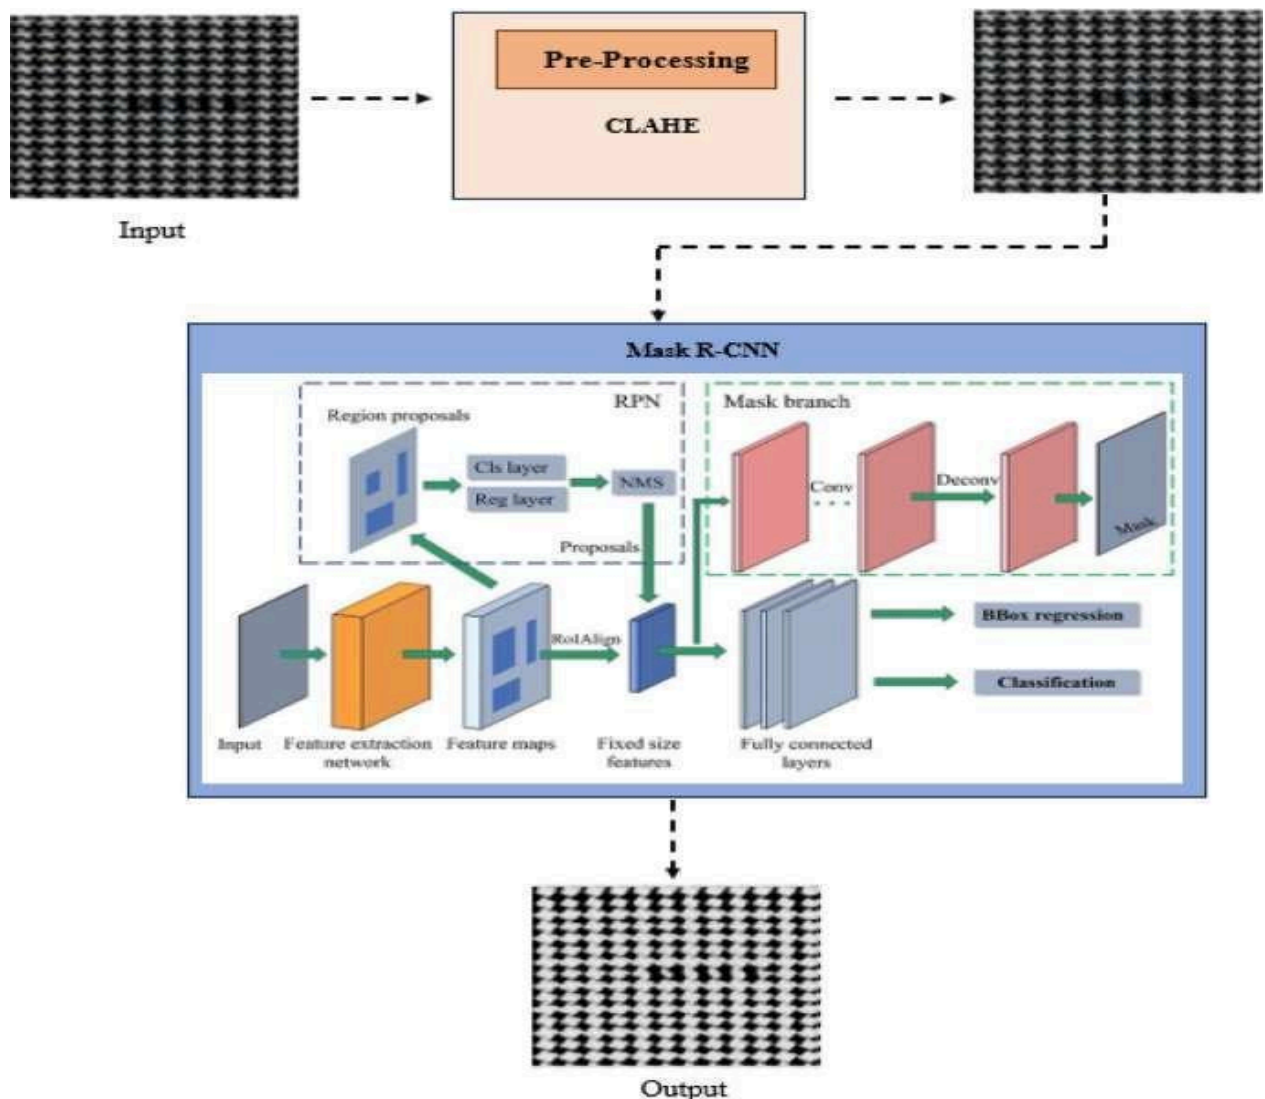 Pre-Processing
CLAHE
Input
Mask R-CNN
RPN
Mask branch
Region proposals
Cls layer
Reg layer
NMS
Conv
Deconv
Mask
Proposals
BBox regression
RoIAlign
Classification
Input
Feature extraction
network
Feature maps
Fixed size
features
Fully connected
layers
Output